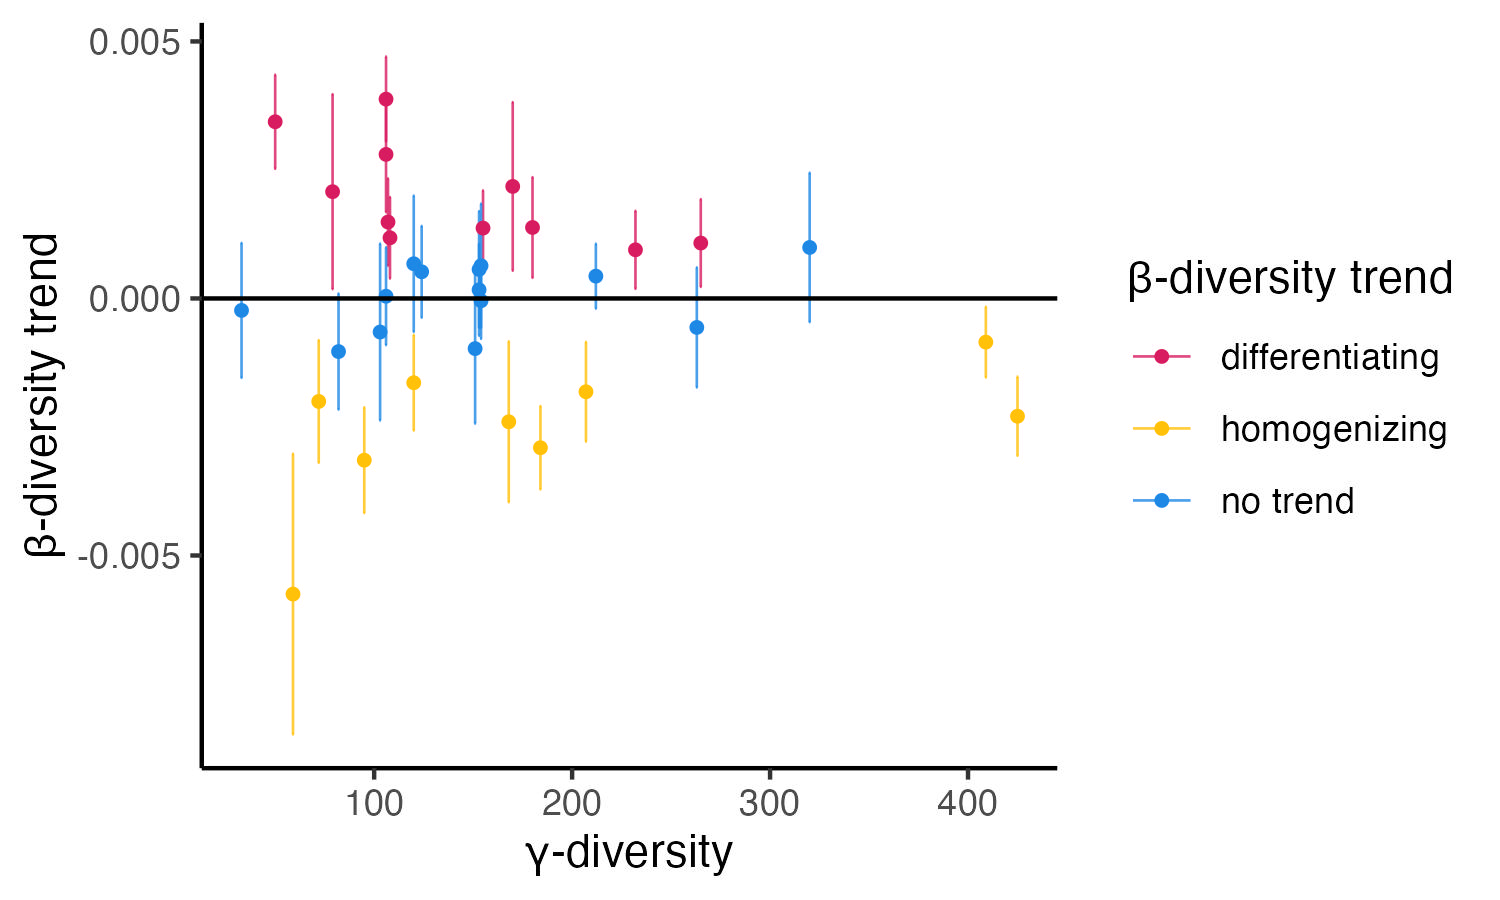 0.005
0.000
-0.005
β-diversity trend
100
200
300
400
γ-diversity
β-diversity trend
differentiating
homogenizing
no trend